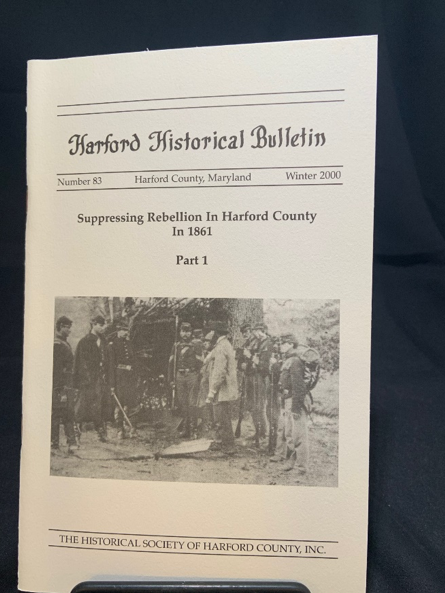 Harford Historical Bulletin
Number 83 Harford County, Maryland Winter 2000
Suppressing Rebellion In Harford County
In 1861
Part 1
THE HISTORICAL SOCIETY OF HARFORD COUNTY, INC.